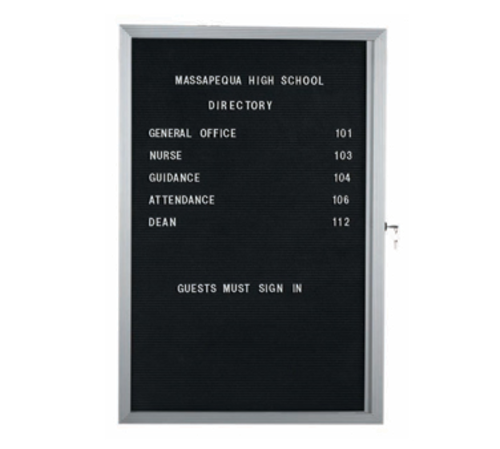 MASSAPEQUA HIGH SCHOOL
DIRECTORY
GENERAL OFFICE 101
NURSE 103
GUIDANCE 104
ATTENDANCE 106
DEAN 112
GUESTS MUST SIGN IN